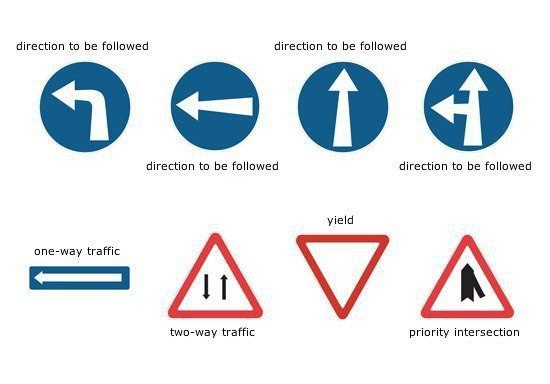 direction to be followed
direction to be followed
direction to be followed
direction to be followed
yield
one-way traffic
two-way traffic
priority intersection